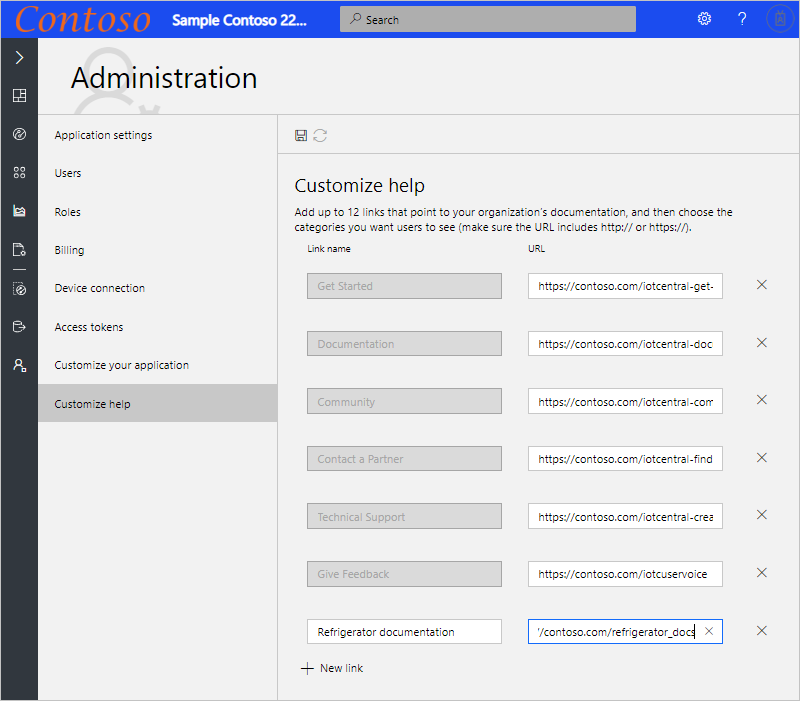 Contoso
Sample Contoso 22...
Search
?
Administration
Application settings
Users
Roles
Billing
Device connection
Access tokens
Customize your application
Customize help
Customize help
Add up to 12 links that point to your organization's documentation, and then choose the
categories you want users to see (make sure the URL includes http:// or https://).
Link name URL
Get Started https://contoso.com/iotcentral-get-
Documentation https://contoso.com/iotcentral-doc
Community https://contoso.com/iotcentral-com
Contact a Partner https://contoso.com/iotcentral-find
Technical Support https://contoso.com/iotcentral-crea
Give Feedback https://contoso.com/iotcuservoice
Refrigerator documentation /contoso.com/refrigerator_docs
New link